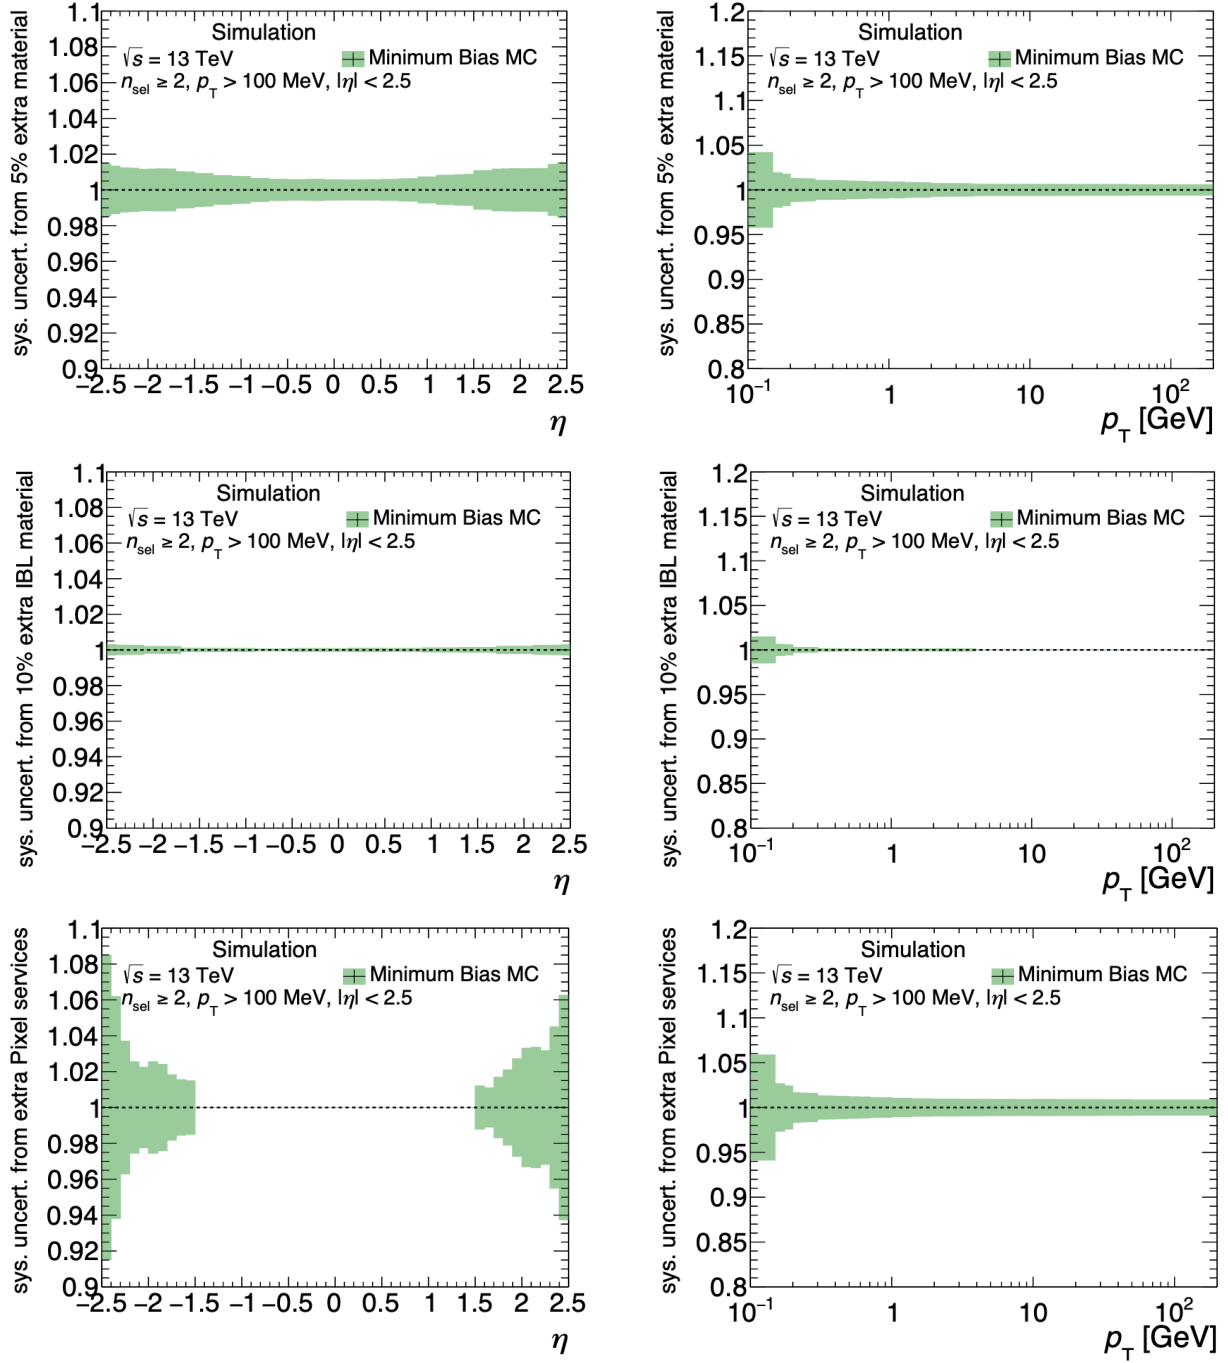 sys. uncert. from 5% extra material
1.1
1.08
1.06
1.04
1.02
1
0.98
0.96
0.94
0.92
0.9
Simulation
√s = 13 TeV
Minimum Bias MC
n_sel ≥ 2, p_T > 100 MeV, |η| < 2.5
−2.5 −2 −1.5 −1 −0.5 0 0.5 1 1.5 2 2.5
η
sys. uncert. from 5% extra material
1.2
1.15
1.1
1.05
1
0.95
0.9
0.85
0.8
Simulation
√s = 13 TeV
Minimum Bias MC
n_sel ≥ 2, p_T > 100 MeV, |η| < 2.5
10⁻¹ 1 10 10²
p_T [GeV]
sys. uncert. from 10% extra IBL material
1.1
1.08
1.06
1.04
1.02
1
0.98
0.96
0.94
0.92
0.9
Simulation
√s = 13 TeV
Minimum Bias MC
n_sel ≥ 2, p_T > 100 MeV, |η| < 2.5
−2.5 −2 −1.5 −1 −0.5 0 0.5 1 1.5 2 2.5
η
sys. uncert. from 10% extra IBL material
1.2
1.15
1.1
1.05
1
0.95
0.9
0.85
0.8
Simulation
√s = 13 TeV
Minimum Bias MC
n_sel ≥ 2, p_T > 100 MeV, |η| < 2.5
10⁻¹ 1 10 10²
p_T [GeV]
sys. uncert. from extra Pixel services
1.1
1.08
1.06
1.04
1.02
1
0.98
0.96
0.94
0.92
0.9
Simulation
√s = 13 TeV
Minimum Bias MC
n_sel ≥ 2, p_T > 100 MeV, |η| < 2.5
−2.5 −2 −1.5 −1 −0.5 0 0.5 1 1.5 2 2.5
η
sys. uncert. from extra Pixel services
1.2
1.15
1.1
1.05
1
0.95
0.9
0.85
0.8
Simulation
√s = 13 TeV
Minimum Bias MC
n_sel ≥ 2, p_T > 100 MeV, |η| < 2.5
10⁻¹ 1 10 10²
p_T [GeV]